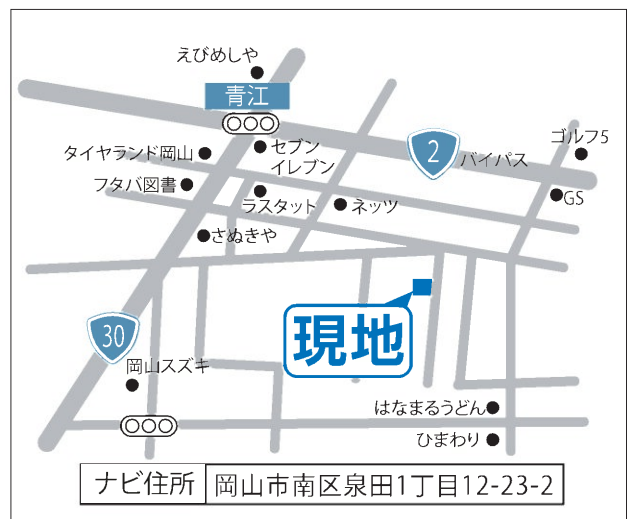 えびめしや
青江
タイヤランド岡山
セブン
イレブン
2
バイパス
ゴルフ5
フタバ図書
ラスタット
ネッツ
GS
さぬきや
現地
30
岡山スズキ
はなまるうどん
ひまわり
ナビ住所
岡山市南区泉田1丁目12-23-2